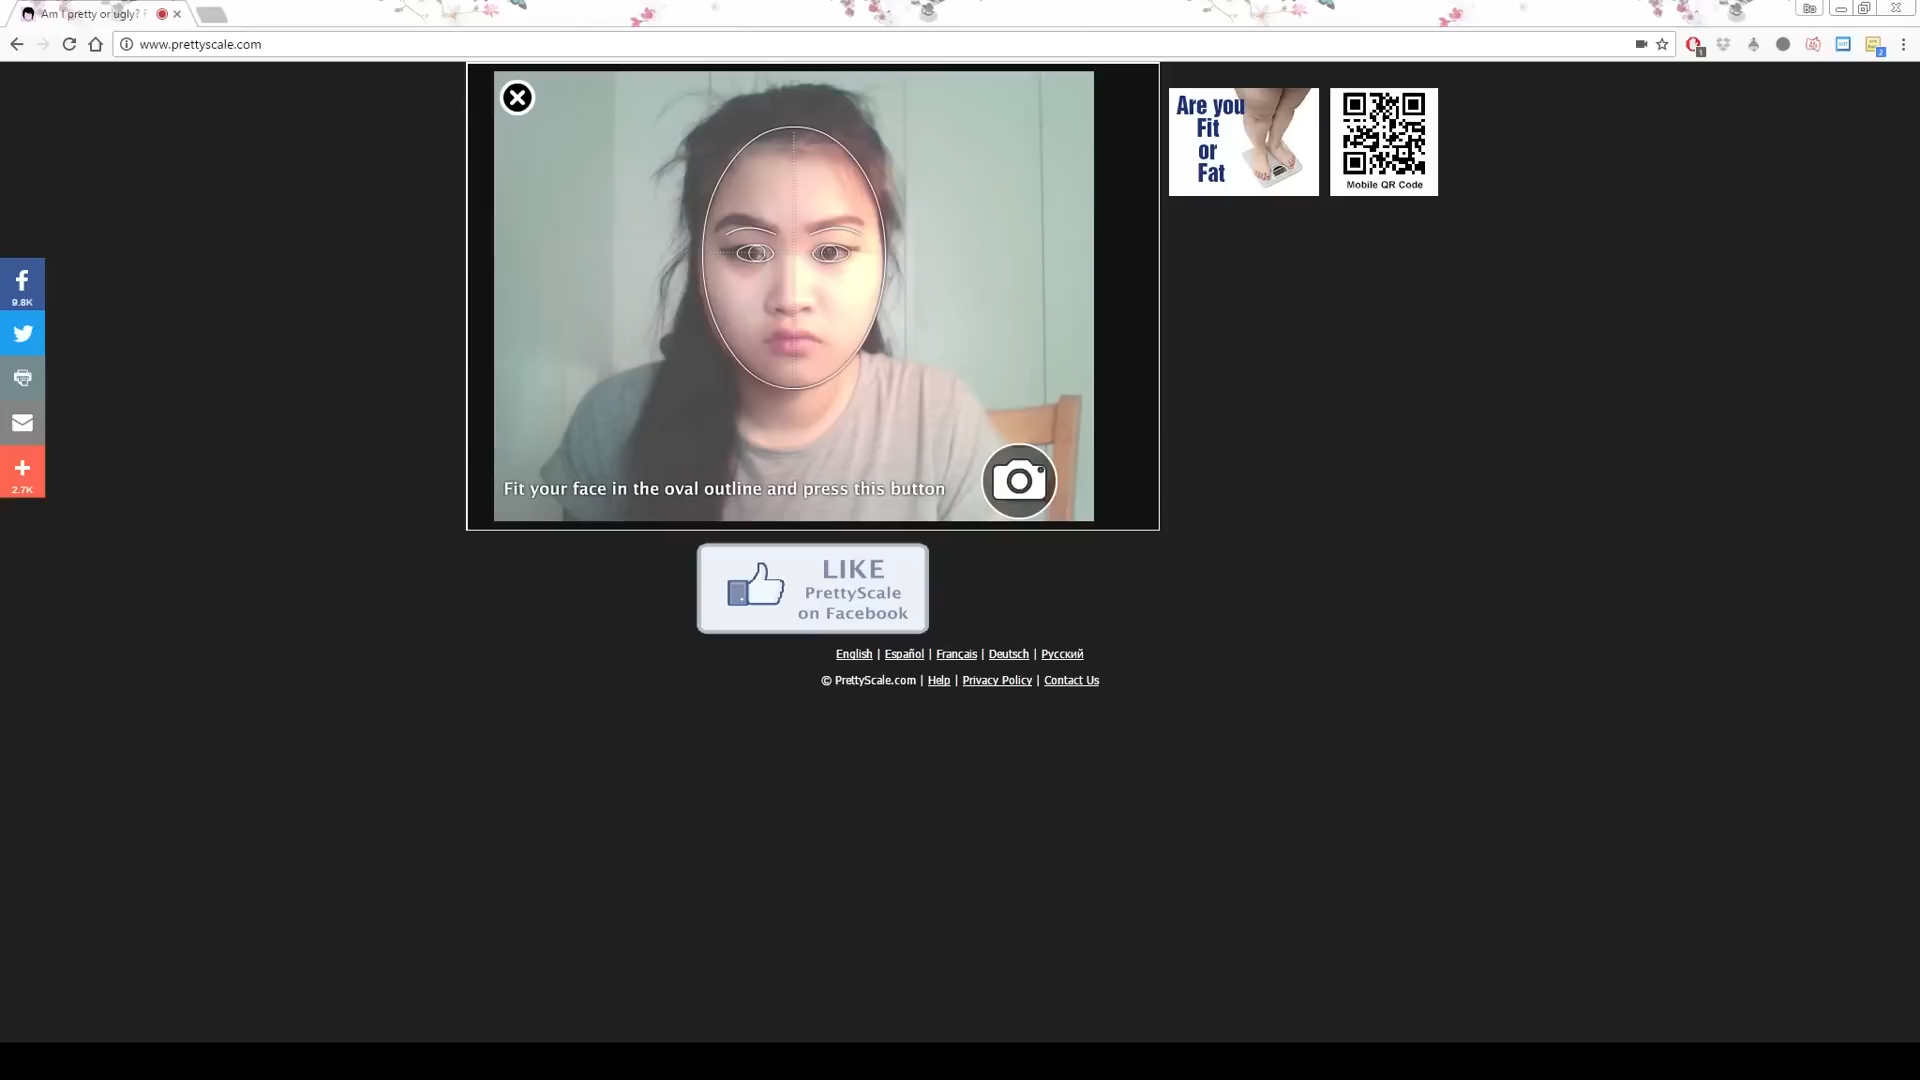 Am I pretty or ugly?
www.prettyscale.com
1
2
Are you
Fit
or
Fat
Mobile QR Code
9.8K
2.7K
Fit your face in the oval outline and press this button
LIKE
PrettyScale
on Facebook
English | Español | Français | Deutsch | Русский
© PrettyScale.com | Help | Privacy Policy | Contact Us